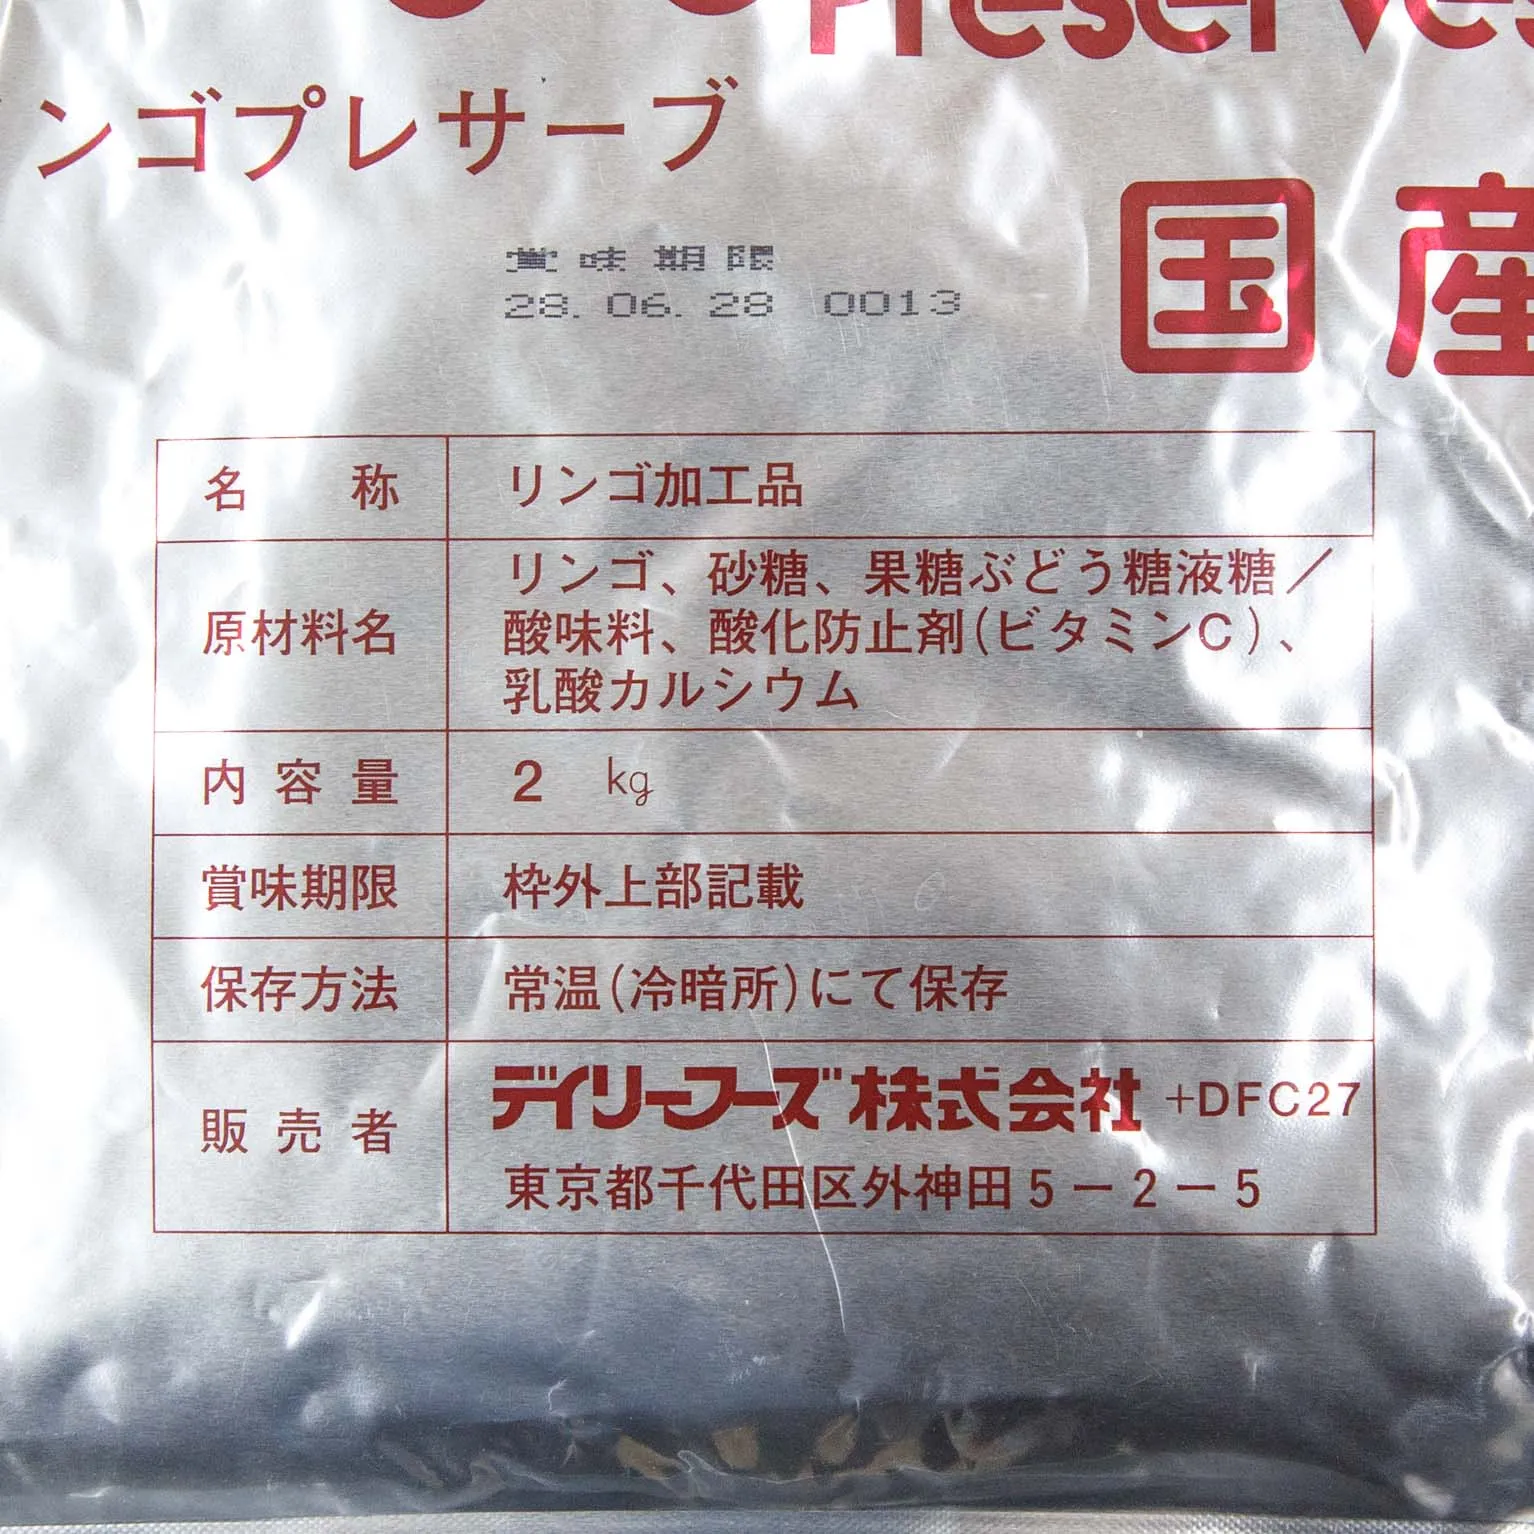 Preserves
ンゴプレサーブ
国産
賞味期限
28.06.28 0013
名称 リンゴ加工品
原材料名 リンゴ、砂糖、果糖ぶどう糖液糖／
酸味料、酸化防止剤(ビタミンC)、
乳酸カルシウム
内容量 2 kg
賞味期限 枠外上部記載
保存方法 常温(冷暗所)にて保存
販売者 デイリーフーズ株式会社 +DFC27
東京都千代田区外神田5-2-5